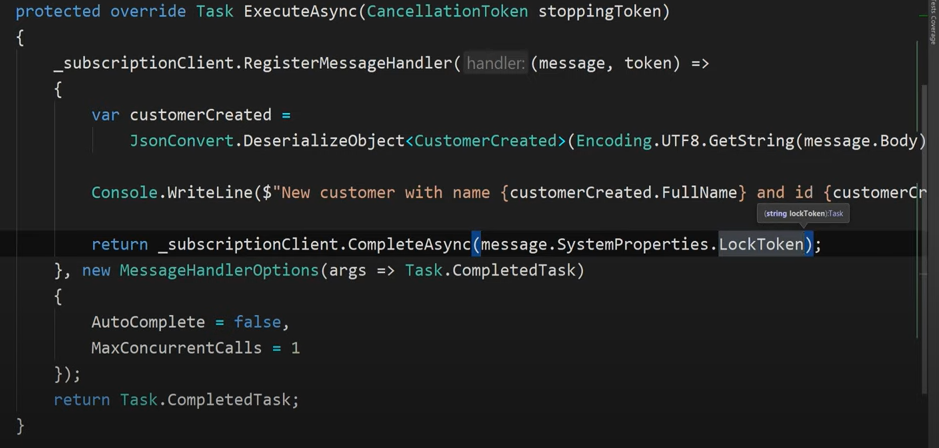 protected override Task ExecuteAsync(CancellationToken stoppingToken)
{
_subscriptionClient.RegisterMessageHandler( handler: (message, token) =>
{
var customerCreated =
JsonConvert.DeserializeObject<CustomerCreated>(Encoding.UTF8.GetString(message.Body)
Console.WriteLine($"New customer with name {customerCreated.FullName} and id {customerCr
(string lockToken):Task
return _subscriptionClient.CompleteAsync(message.SystemProperties.LockToken);
}, new MessageHandlerOptions(args => Task.CompletedTask)
{
AutoComplete = false,
MaxConcurrentCalls = 1
});
return Task.CompletedTask;
}
Tests Coverage